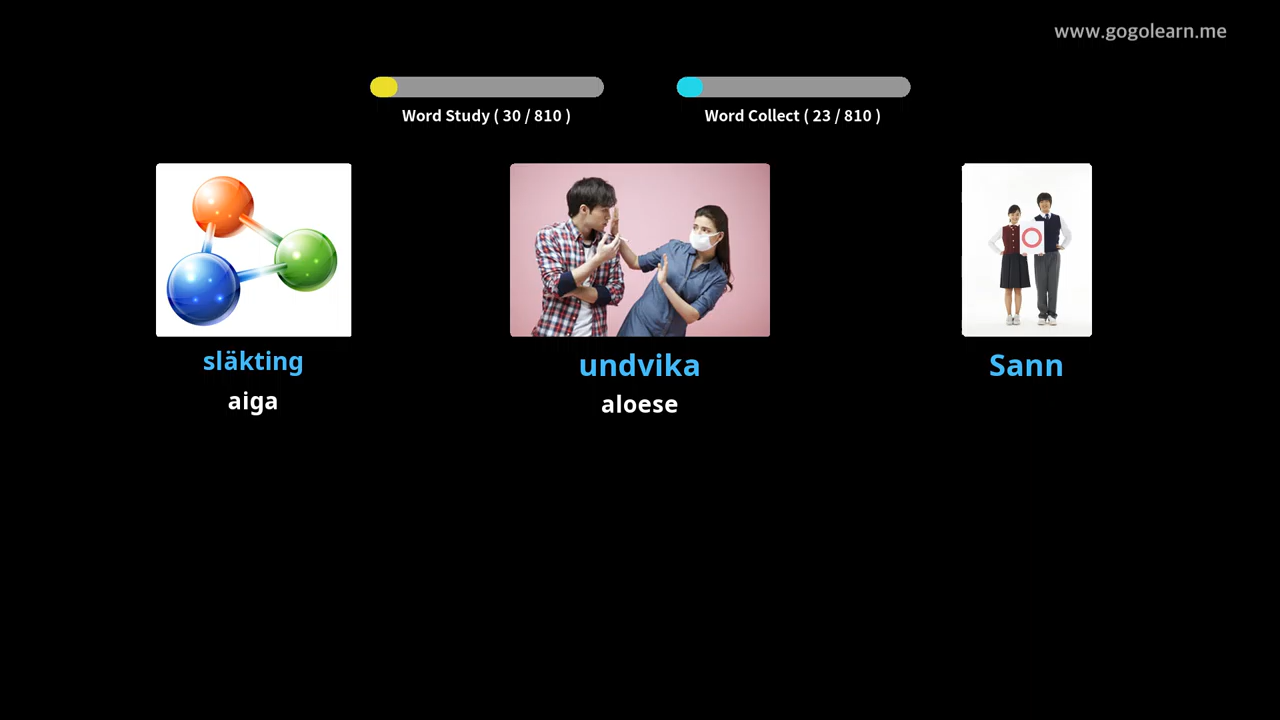 www.gogolearn.me
Word Study ( 30 / 810 )
Word Collect ( 23 / 810 )
släkting
aiga
undvika
aloese
Sann